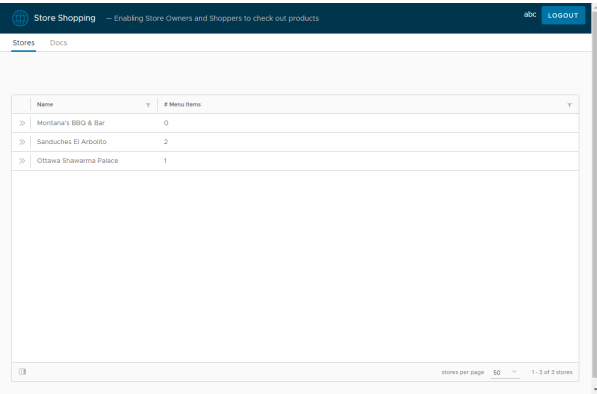 Store Shopping — Enabling Store Owners and Shoppers to check out products abc LOGOUT
Stores Docs
Name # Menu Items
Montana's BBQ & Bar 0
Sanduches El Arbolito 2
Ottawa Shawarma Palace 1
stores per page 50 1 - 3 of 3 stores